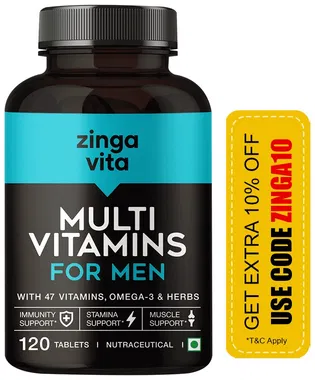 zinga
vita
MULTI
VITAMINS
FOR MEN
WITH 47 VITAMINS, OMEGA-3 & HERBS
IMMUNITY
SUPPORT*
STAMINA
SUPPORT*
MUSCLE
SUPPORT*
120 TABLETS | NUTRACEUTICAL
GET EXTRA 10% OFF
USE CODE ZINGA10
*T&C Apply